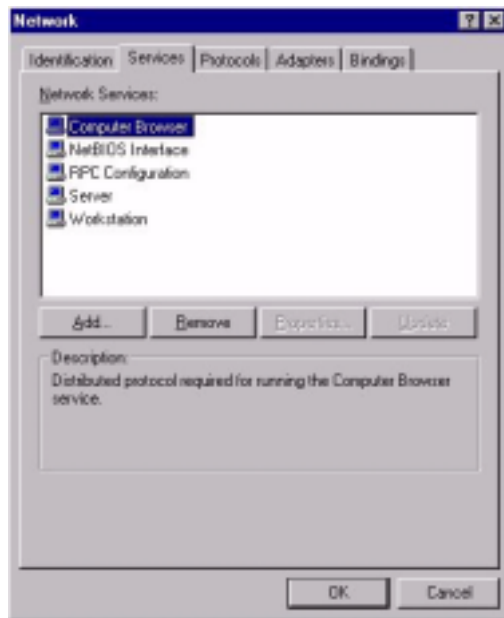 Network
Identification Services Protocols Adapters Bindings
Network Services:
Computer Browser
NetBIOS Interface
RPC Configuration
Server
Workstation
Add... Remove Properties... Update
Description:
Distributed protocol required for running the Computer Browser
service.
OK Cancel